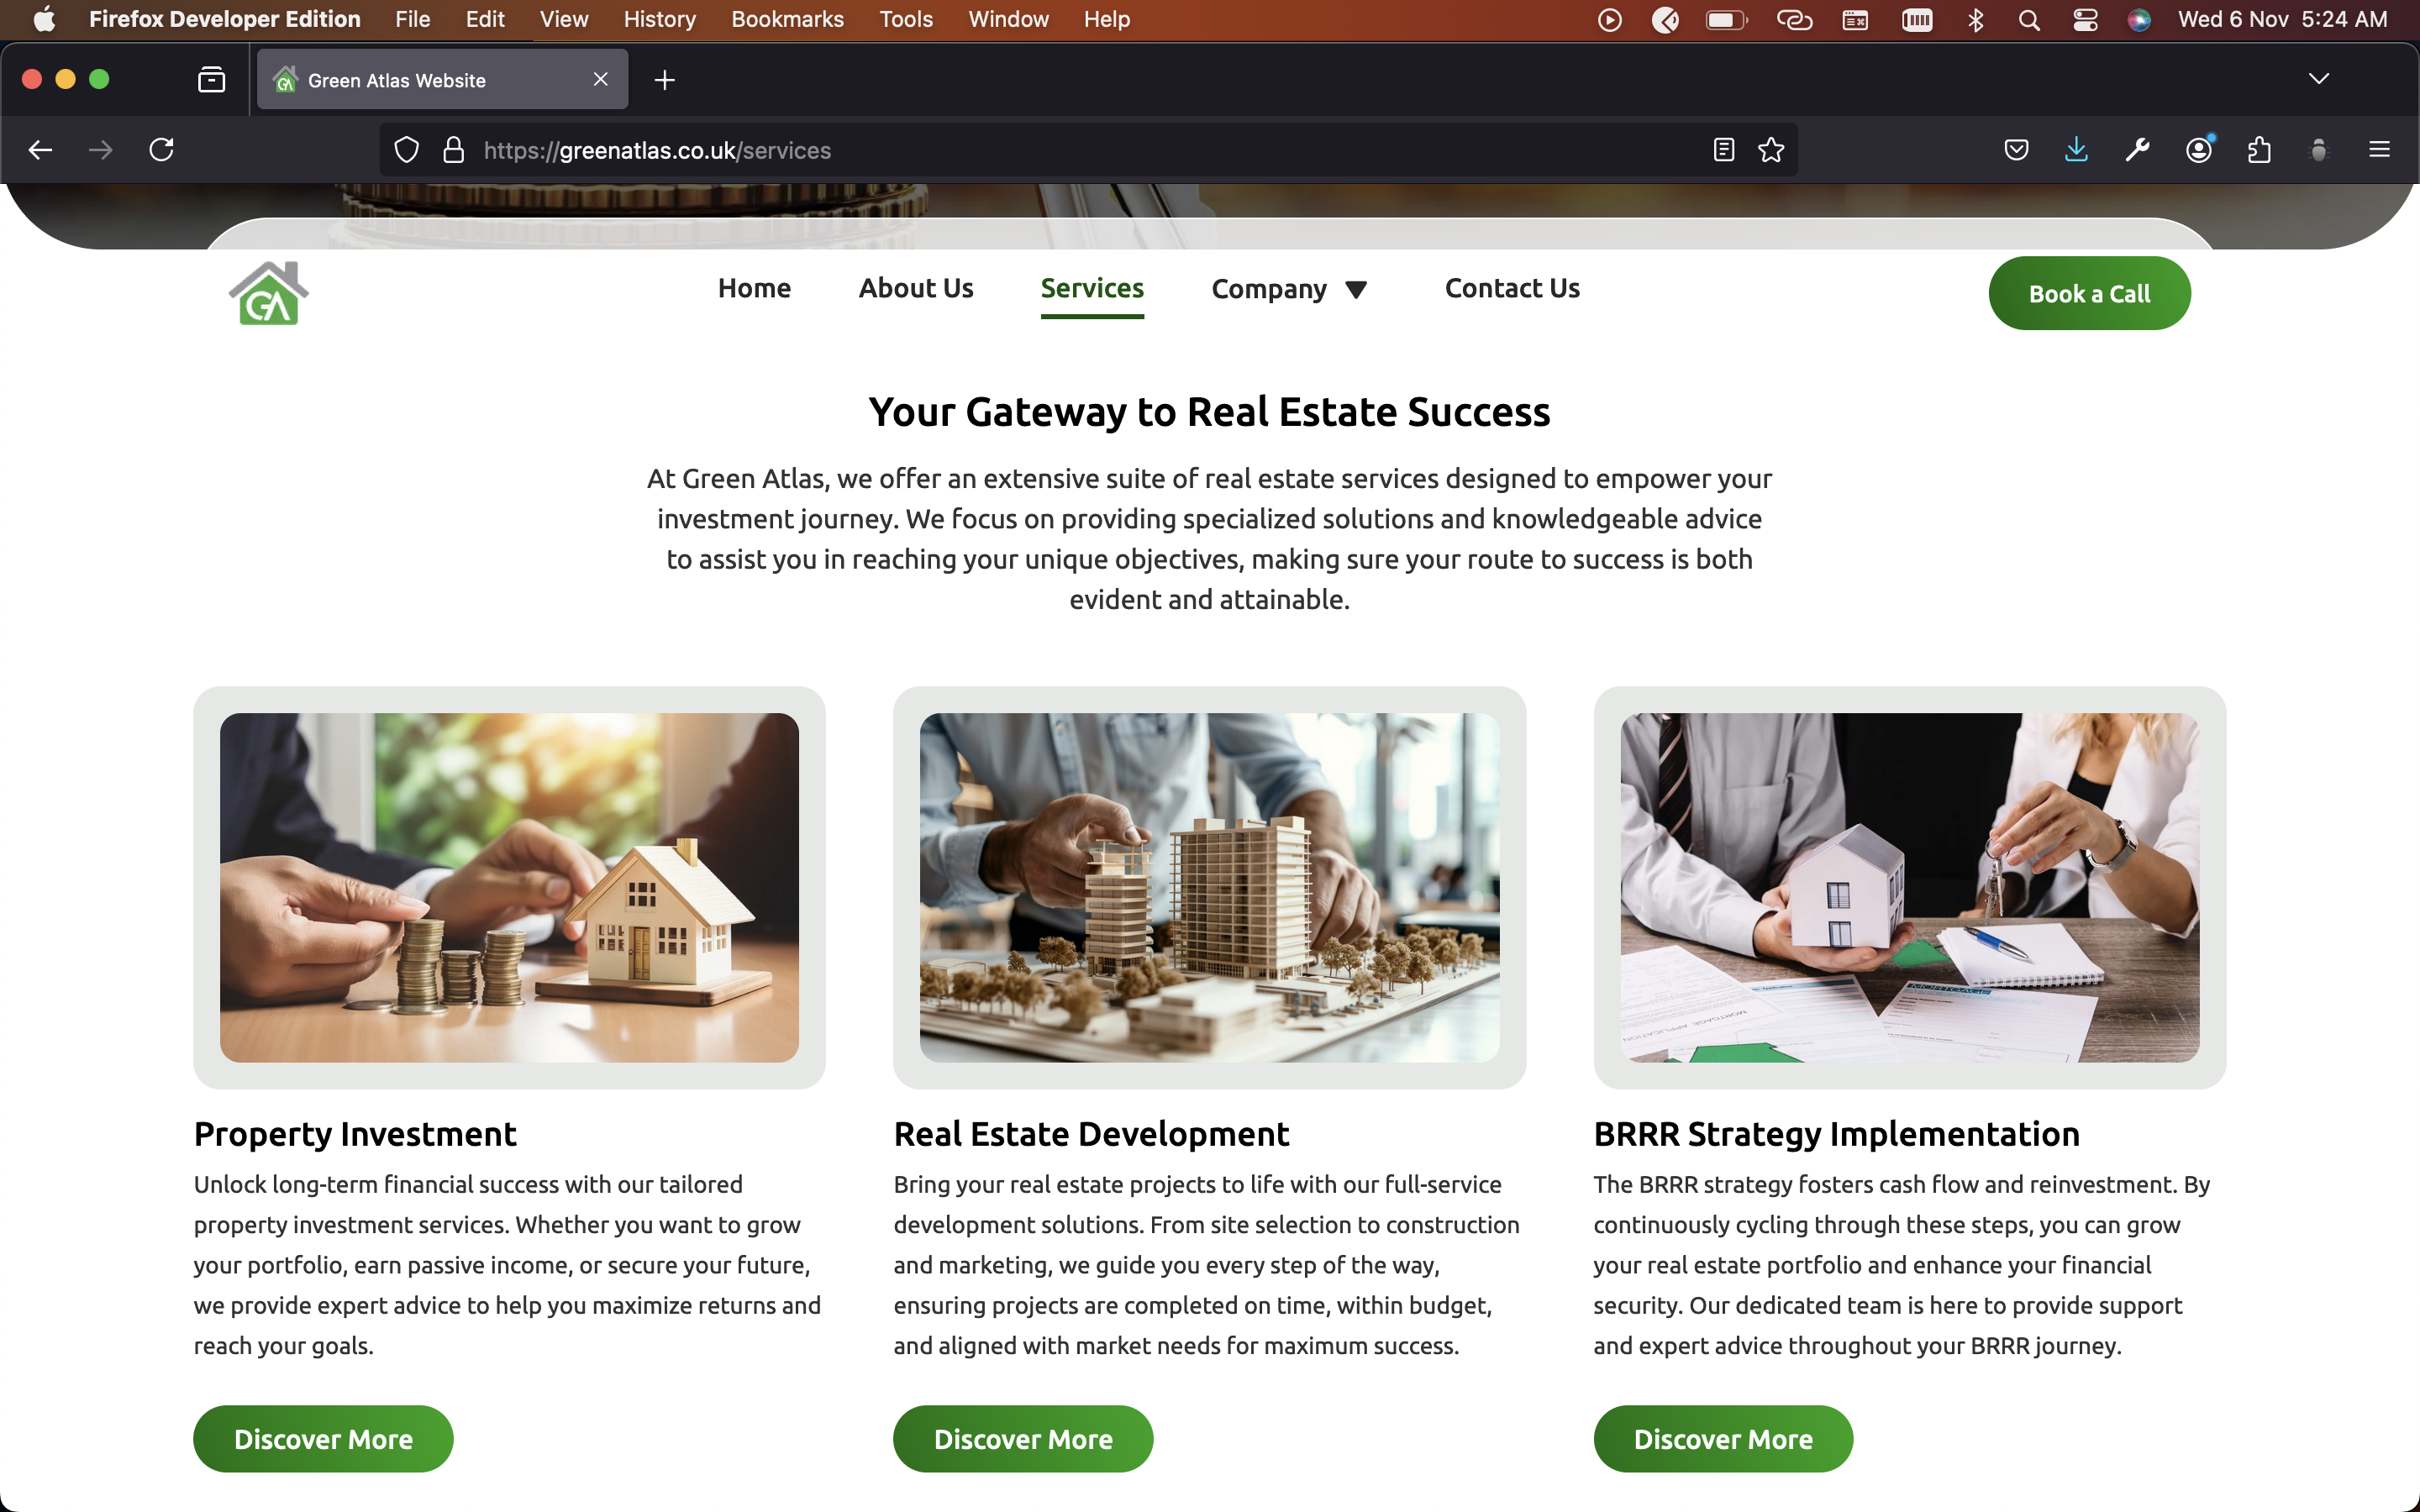 Firefox Developer Edition File Edit View History Bookmarks Tools Window Help Wed 6 Nov 5:24 AM
Green Atlas Website
https://greenatlas.co.uk/services
GA
Home About Us Services Company Contact Us Book a Call
Your Gateway to Real Estate Success
At Green Atlas, we offer an extensive suite of real estate services designed to empower your
investment journey. We focus on providing specialized solutions and knowledgeable advice
to assist you in reaching your unique objectives, making sure your route to success is both
evident and attainable.
Property Investment
Unlock long-term financial success with our tailored
property investment services. Whether you want to grow
your portfolio, earn passive income, or secure your future,
we provide expert advice to help you maximize returns and
reach your goals.
Discover More
Real Estate Development
Bring your real estate projects to life with our full-service
development solutions. From site selection to construction
and marketing, we guide you every step of the way,
ensuring projects are completed on time, within budget,
and aligned with market needs for maximum success.
Discover More
MORTGAGE
MORTGAGE APPLICATION
BRRR Strategy Implementation
The BRRR strategy fosters cash flow and reinvestment. By
continuously cycling through these steps, you can grow
your real estate portfolio and enhance your financial
security. Our dedicated team is here to provide support
and expert advice throughout your BRRR journey.
Discover More